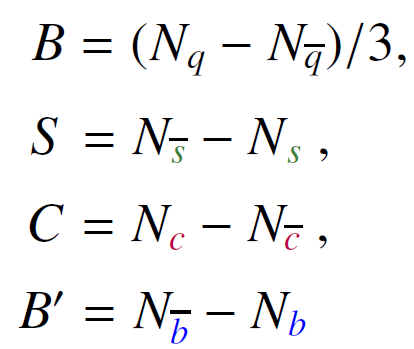 B = (N_q − N_q̅)/3,
S = N_s̅ − N_s ,
C = N_c − N_c̅ ,
B′ = N_b̅ − N_b